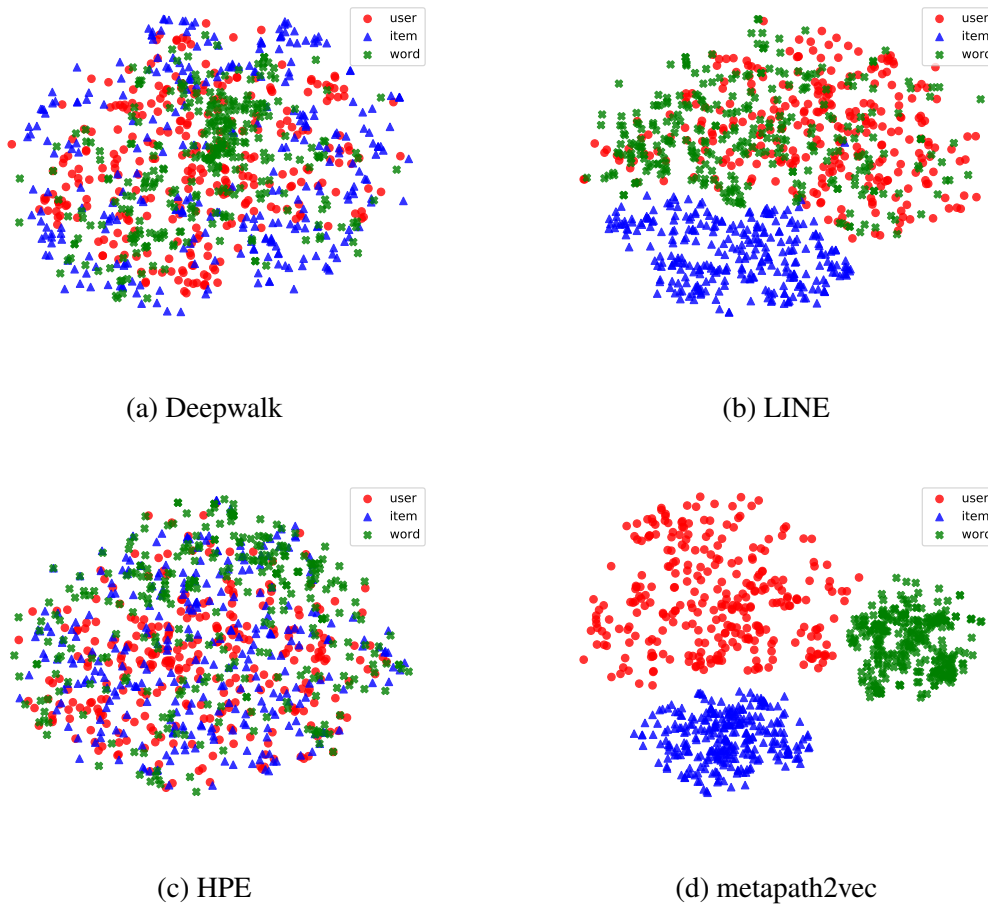 user
item
word
user
item
word
(a) Deepwalk
(b) LINE
user
item
word
user
item
word
(c) HPE
(d) metapath2vec